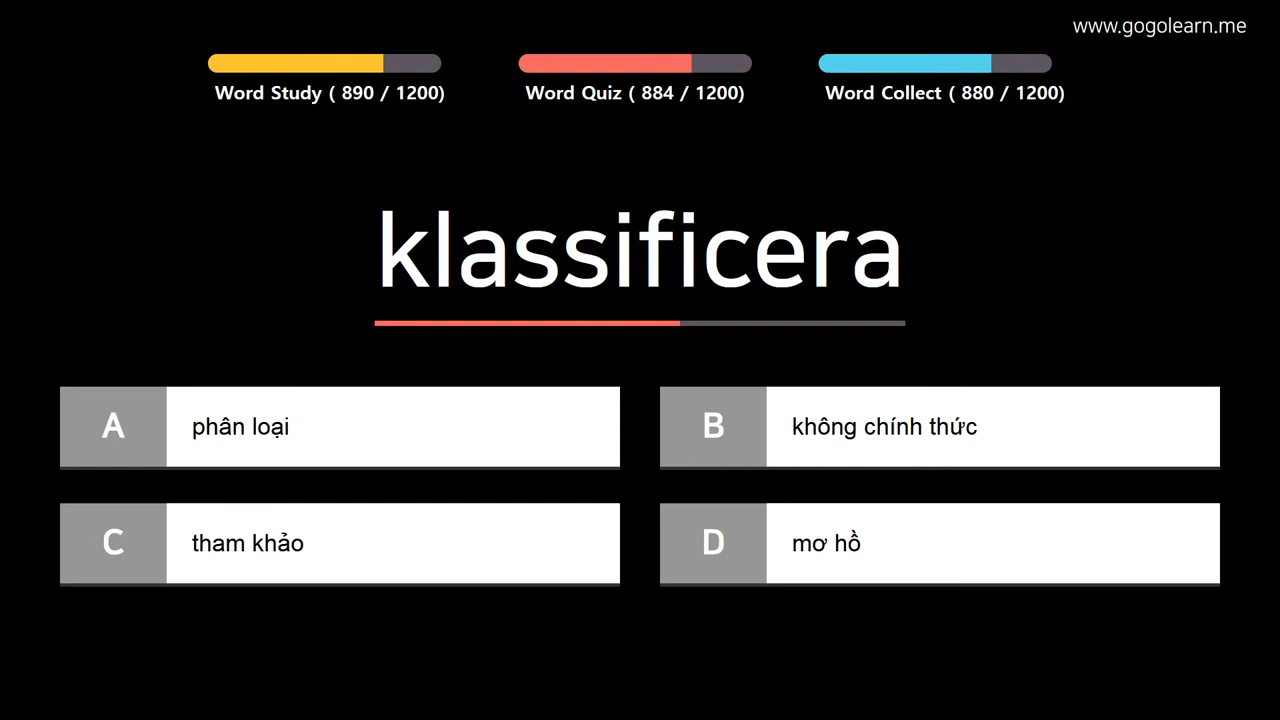 www.gogolearn.me
Word Study ( 890 / 1200)
Word Quiz ( 884 / 1200)
Word Collect ( 880 / 1200)
klassificera
A phân loại
B không chính thức
C tham khảo
D mơ hồ